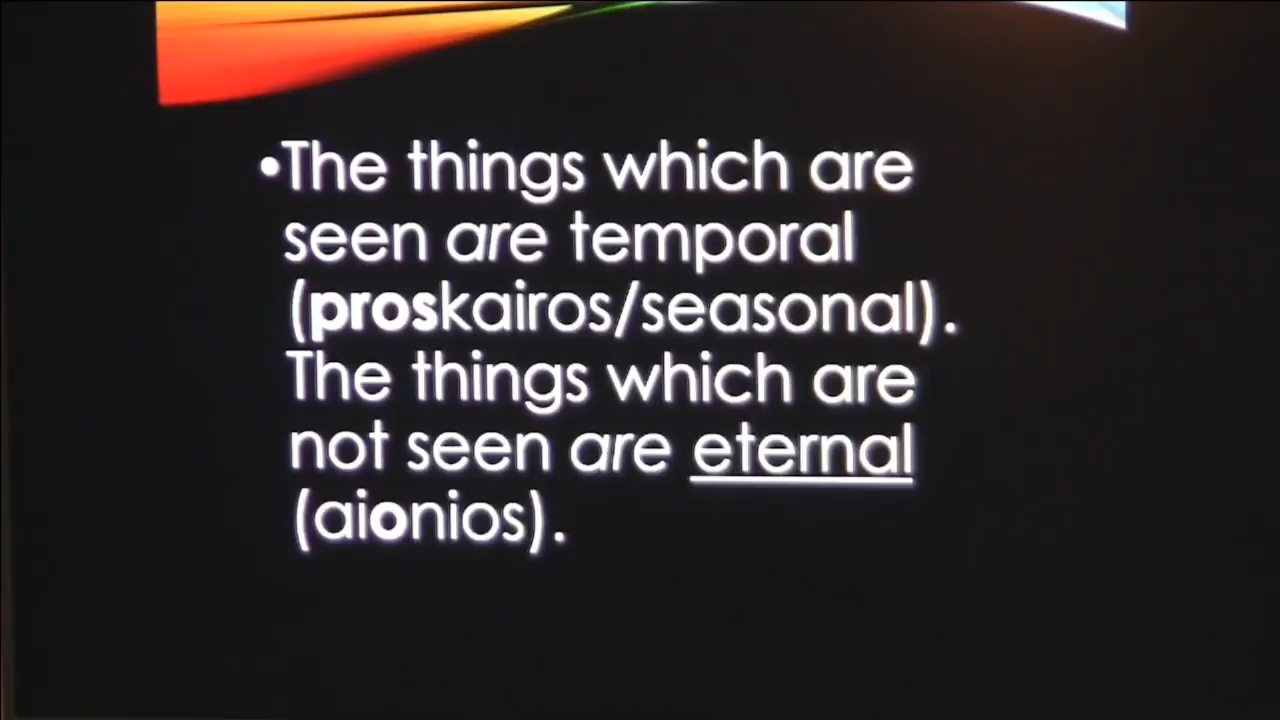 •The things which are
seen are temporal
(proskairos/seasonal).
The things which are
not seen are eternal
(aionios).